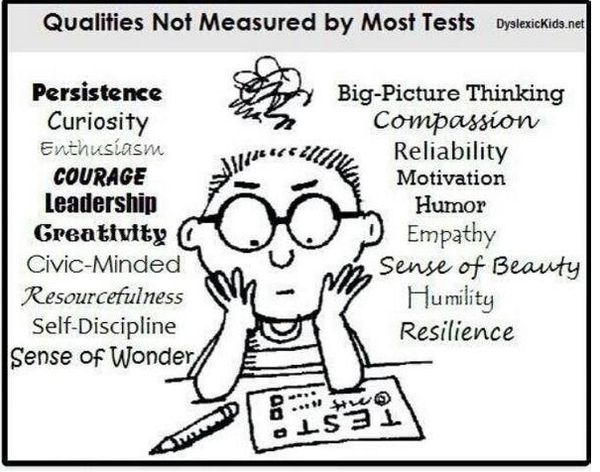 Qualities Not Measured by Most Tests DyslexicKids.net
Persistence
Curiosity
Enthusiasm
COURAGE
Leadership
Creativity
Civic-Minded
Resourcefulness
Self-Discipline
Sense of Wonder
Big-Picture Thinking
Compassion
Reliability
Motivation
Humor
Empathy
Sense of Beauty
Humility
Resilience
TEST